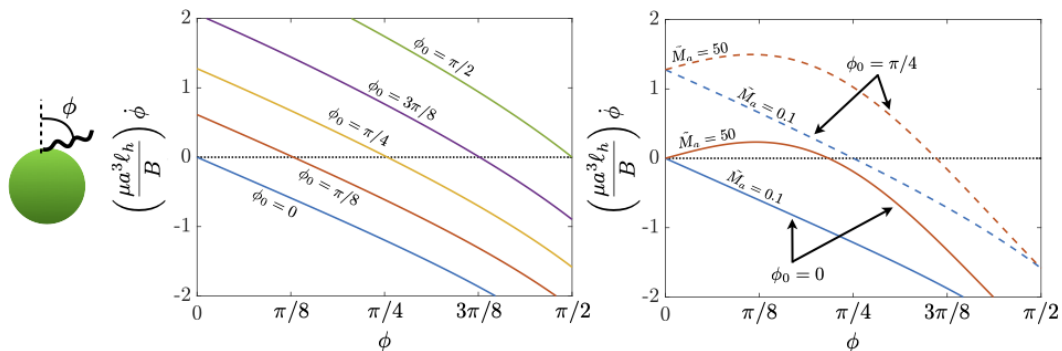 ϕ
(μa³ℓₕ/B) ϕ̇
2
1
0
-1
-2
ϕ₀ = π/2
ϕ₀ = 3π/8
ϕ₀ = π/4
ϕ₀ = π/8
ϕ₀ = 0
0 π/8 π/4 3π/8 π/2
ϕ
(μa³ℓₕ/B) ϕ̇
2
1
0
-1
-2
M̃ₐ = 50
ϕ₀ = π/4
M̃ₐ = 0.1
M̃ₐ = 50
M̃ₐ = 0.1
ϕ₀ = 0
0 π/8 π/4 3π/8 π/2
ϕ